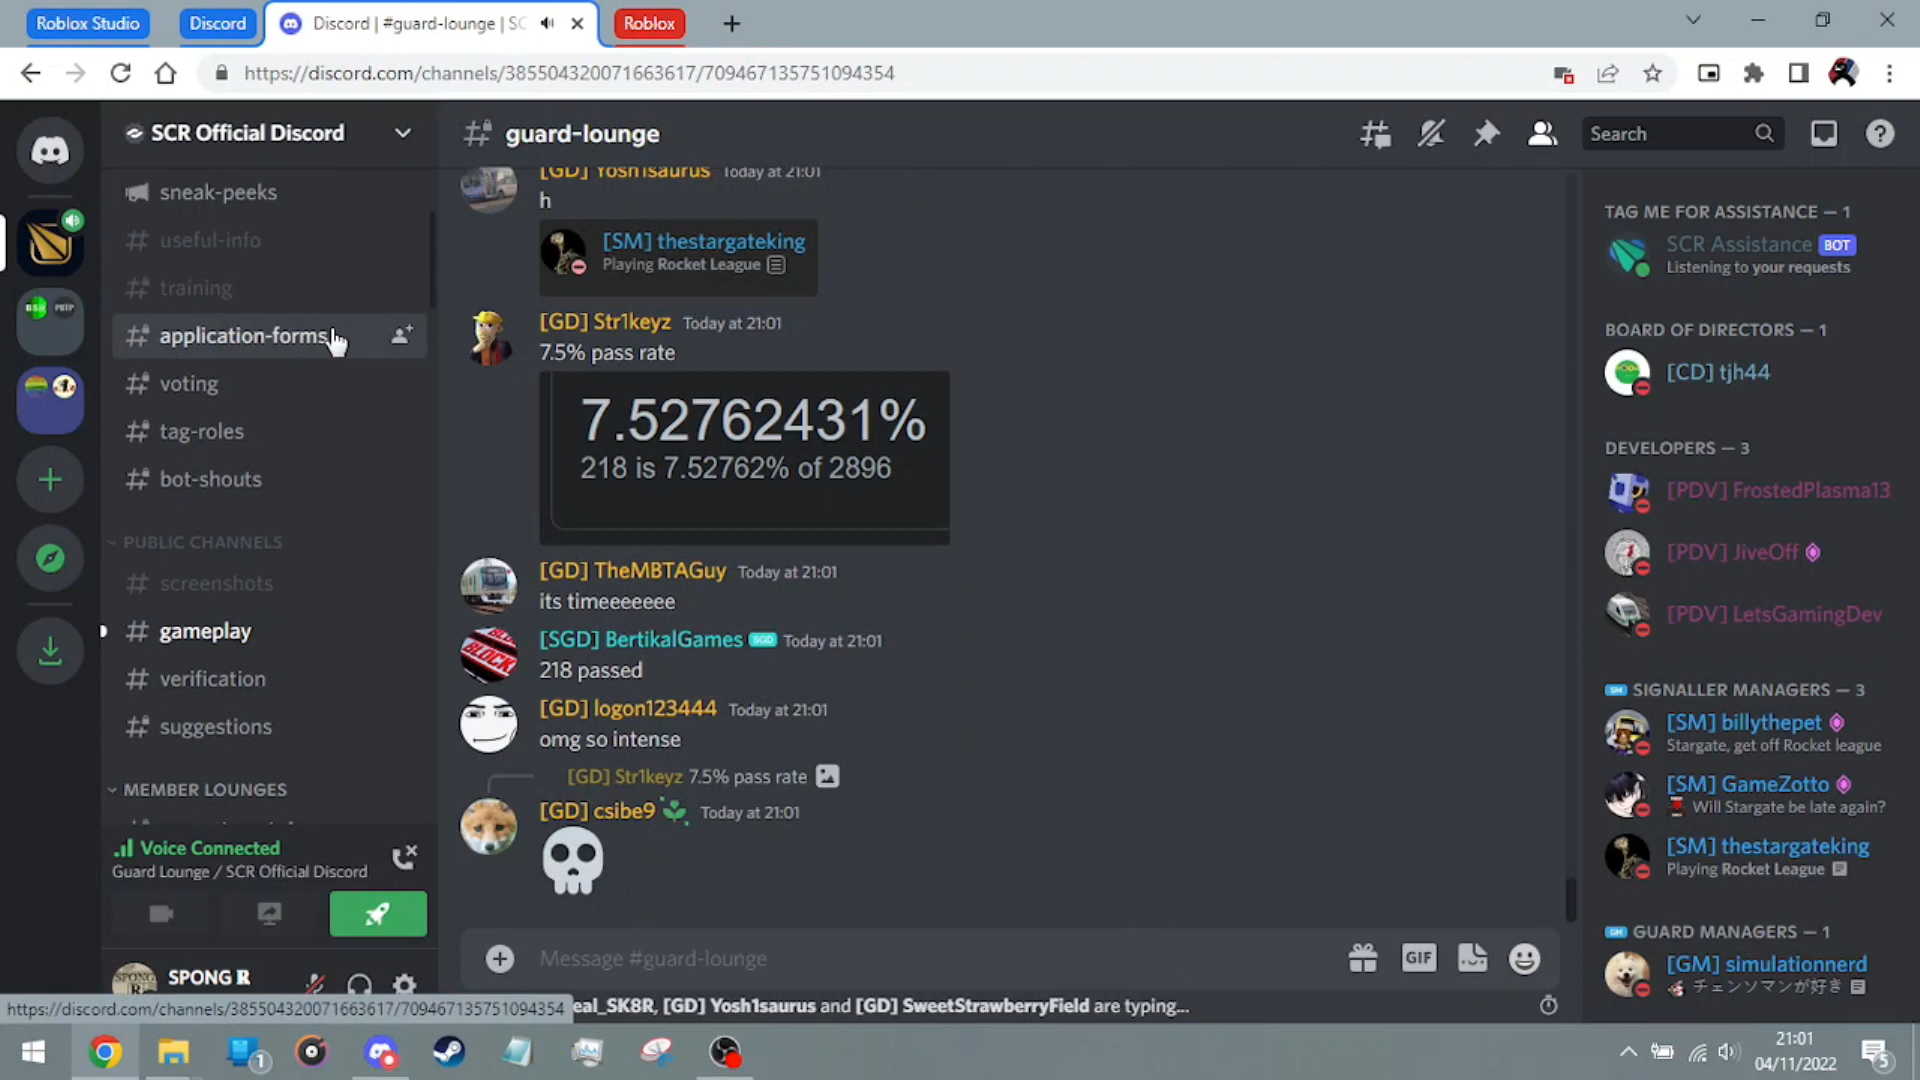 Roblox Studio
Discord
Discord | #guard-lounge | SC
Roblox
https://discord.com/channels/385504320071663617/709467135751094354
SCR Official Discord
sneak-peeks
useful-info
training
application-forms
voting
tag-roles
bot-shouts
PUBLIC CHANNELS
screenshots
gameplay
verification
suggestions
MEMBER LOUNGES
Voice Connected
Guard Lounge / SCR Official Discord
SPONG R
https://discord.com/channels/385504320071663617/709467135751094354
guard-lounge
Search
[GD] Yosh1saurus Today at 21:01
h
[SM] thestargateking
Playing Rocket League
[GD] Str1keyz Today at 21:01
7.5% pass rate
7.52762431%
218 is 7.52762% of 2896
[GD] TheMBTAGuy Today at 21:01
its timeeeeeee
[SGD] BertikalGames SGD Today at 21:01
218 passed
[GD] logon123444 Today at 21:01
omg so intense
[GD] Str1keyz 7.5% pass rate
[GD] csibe9 Today at 21:01
Message #guard-lounge
GIF
eal_SK8R, [GD] Yosh1saurus and [GD] SweetStrawberryField are typing...
TAG ME FOR ASSISTANCE — 1
SCR Assistance BOT
Listening to your requests
BOARD OF DIRECTORS — 1
[CD] tjh44
DEVELOPERS — 3
[PDV] FrostedPlasma13
[PDV] JiveOff
[PDV] LetsGamingDev
SM SIGNALLER MANAGERS — 3
[SM] billythepet
Stargate, get off Rocket league
[SM] GameZotto
Will Stargate be late again?
[SM] thestargateking
Playing Rocket League
GM GUARD MANAGERS — 1
[GM] simulationnerd
チェンソマンが好き
1
21:01
04/11/2022
5